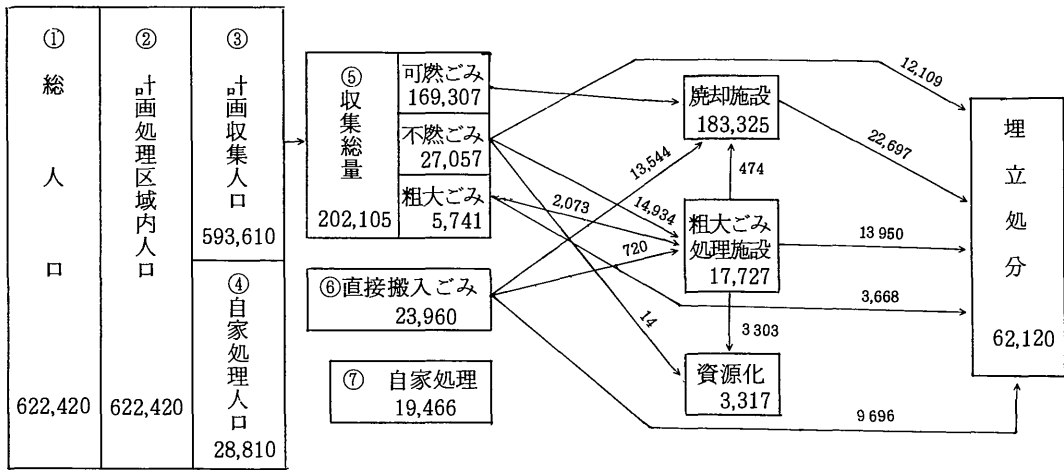 ① 総人口
622,420
② 計画処理区域内人口
622,420
③ 計画収集人口
593,610
④ 自家処理人口
28,810
⑤ 収集総量
202,105
可燃ごみ
169,307
不燃ごみ
27,057
粗大ごみ
5,741
⑥直接搬入ごみ
23,960
⑦ 自家処理
19,466
焼却施設
183,325
粗大ごみ
処理施設
17,727
資源化
3,317
埋立処分
62,120
12,109
22,697
13,544
474
2,073
14,934
720
13 950
3,668
14
3 303
9 696